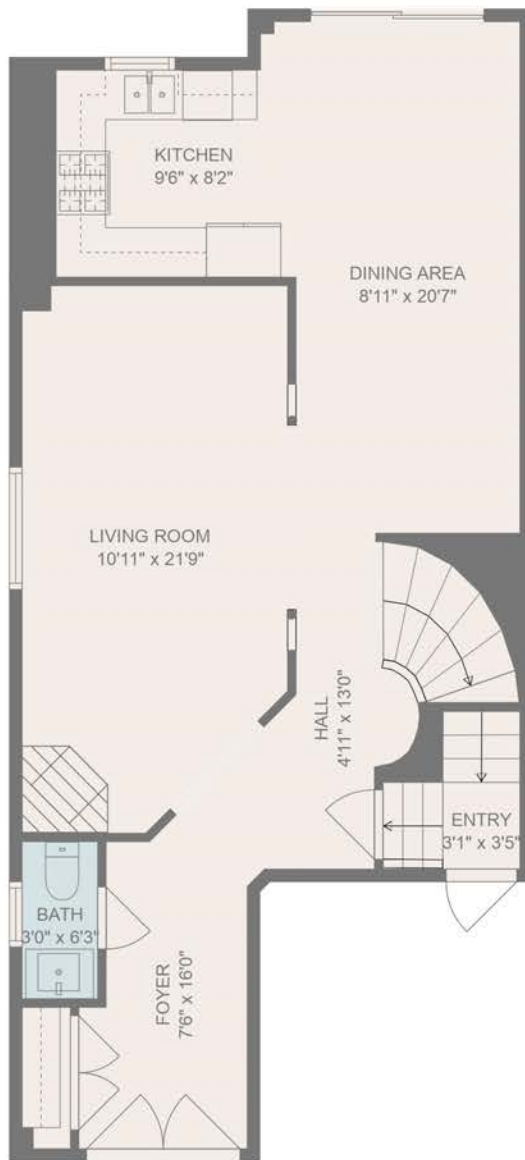 KITCHEN
9'6" x 8'2"
DINING AREA
8'11" x 20'7"
LIVING ROOM
10'11" x 21'9"
HALL
4'11" x 13'0"
ENTRY
3'1" x 3'5"
BATH
3'0" x 6'3"
FOYER
7'6" x 16'0"